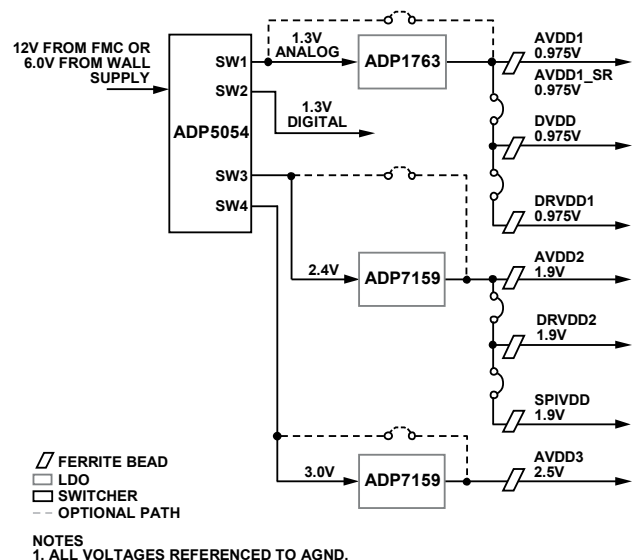 12V FROM FMC OR
6.0V FROM WALL
SUPPLY
ADP5054
SW1
SW2
SW3
SW4
1.3V
ANALOG
1.3V
DIGITAL
ADP1763
AVDD1
0.975V
AVDD1_SR
0.975V
DVDD
0.975V
DRVDD1
0.975V
2.4V
ADP7159
AVDD2
1.9V
DRVDD2
1.9V
SPIVDD
1.9V
3.0V
ADP7159
AVDD3
2.5V
FERRITE BEAD
LDO
SWITCHER
OPTIONAL PATH
NOTES
1. ALL VOLTAGES REFERENCED TO AGND.